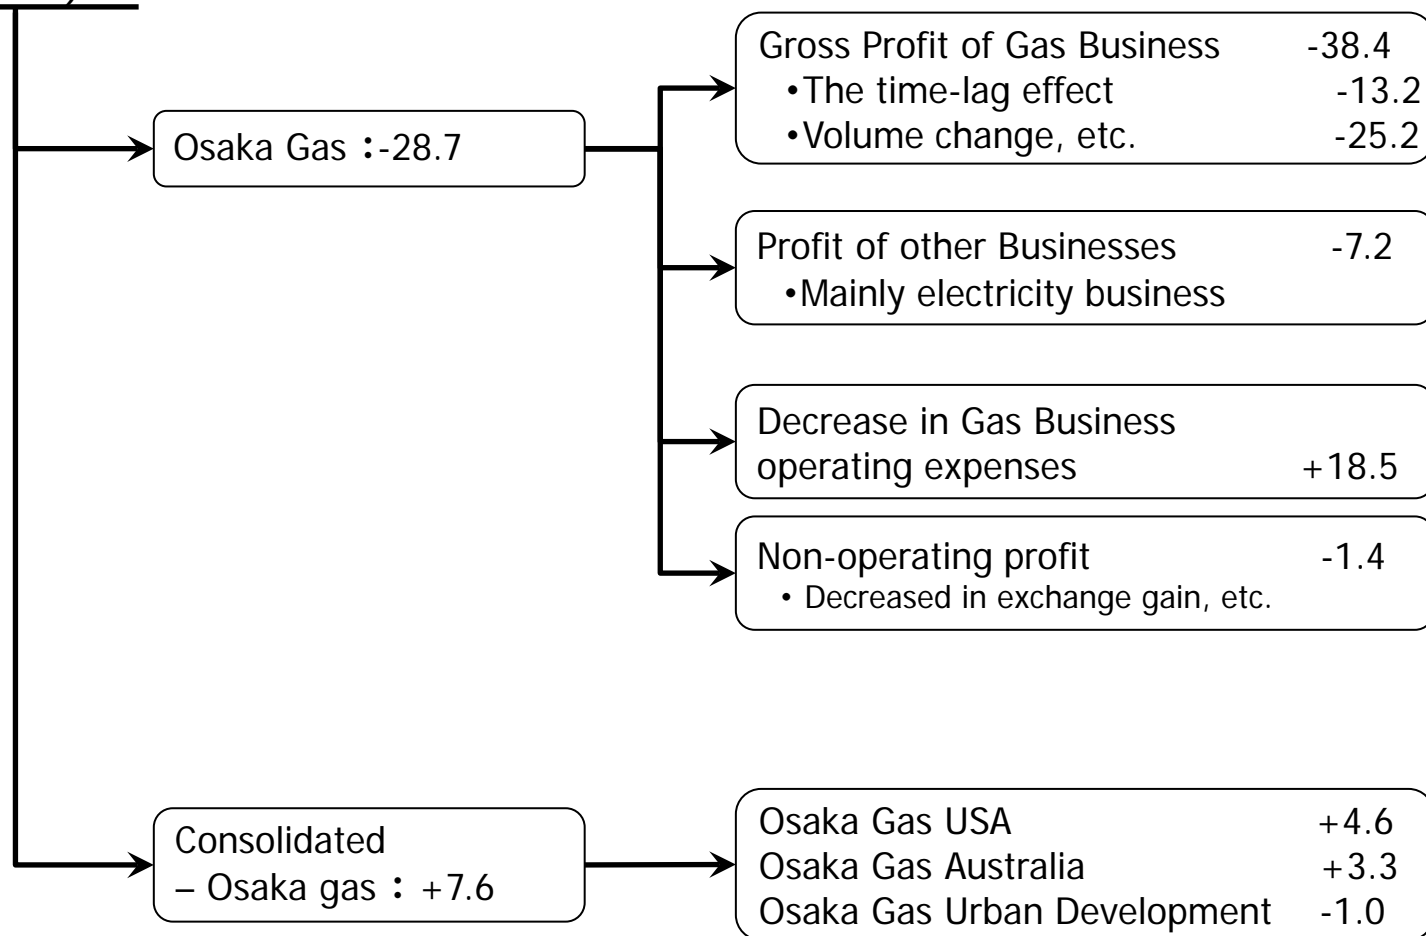 Osaka Gas :-28.7
Gross Profit of Gas Business -38.4
•The time-lag effect -13.2
•Volume change, etc. -25.2
Profit of other Businesses -7.2
•Mainly electricity business
Decrease in Gas Business
operating expenses +18.5
Non-operating profit -1.4
• Decreased in exchange gain, etc.
Consolidated
– Osaka gas : +7.6
Osaka Gas USA +4.6
Osaka Gas Australia +3.3
Osaka Gas Urban Development -1.0